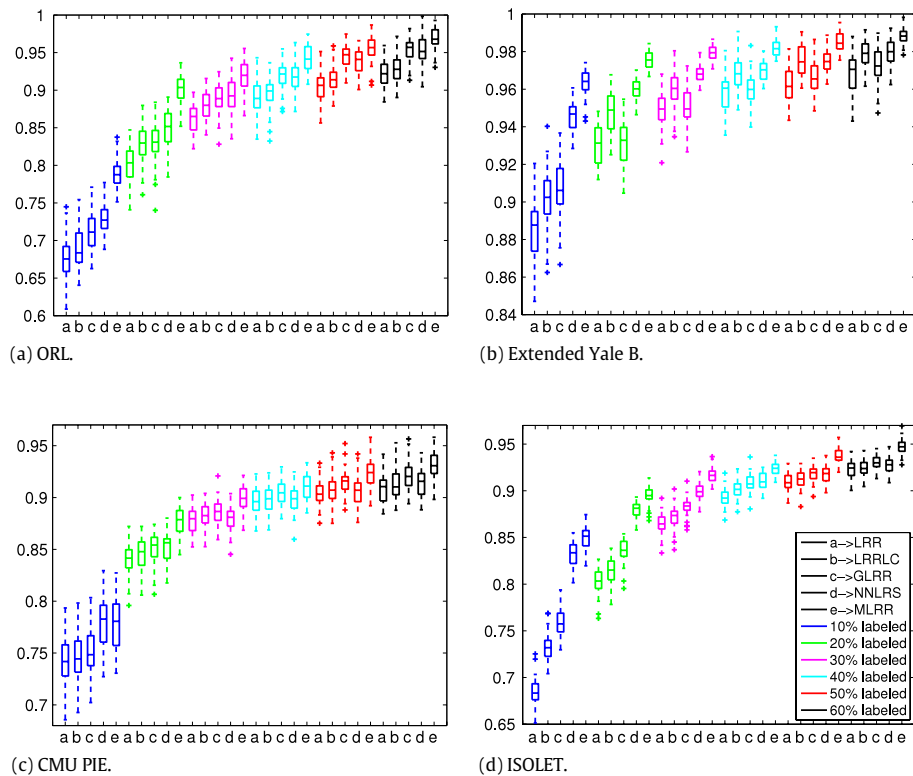 1
0.95
0.9
0.85
0.8
0.75
0.7
0.65
0.6
a b c d e a b c d e a b c d e a b c d e a b c d e a b c d e
(a) ORL.
1
0.98
0.96
0.94
0.92
0.9
0.88
0.86
0.84
a b c d e a b c d e a b c d e a b c d e a b c d e a b c d e
(b) Extended Yale B.
0.95
0.9
0.85
0.8
0.75
0.7
a b c d e a b c d e a b c d e a b c d e a b c d e a b c d e
(c) CMU PIE.
0.95
0.9
0.85
0.8
0.75
0.7
0.65
a b c d e a b c d e a b c d e a b c d e a b c d e a b c d e
a->LRR
b->LRRLC
c->GLRR
d->NNLRS
e->MLRR
10% labeled
20% labeled
30% labeled
40% labeled
50% labeled
60% labeled
(d) ISOLET.